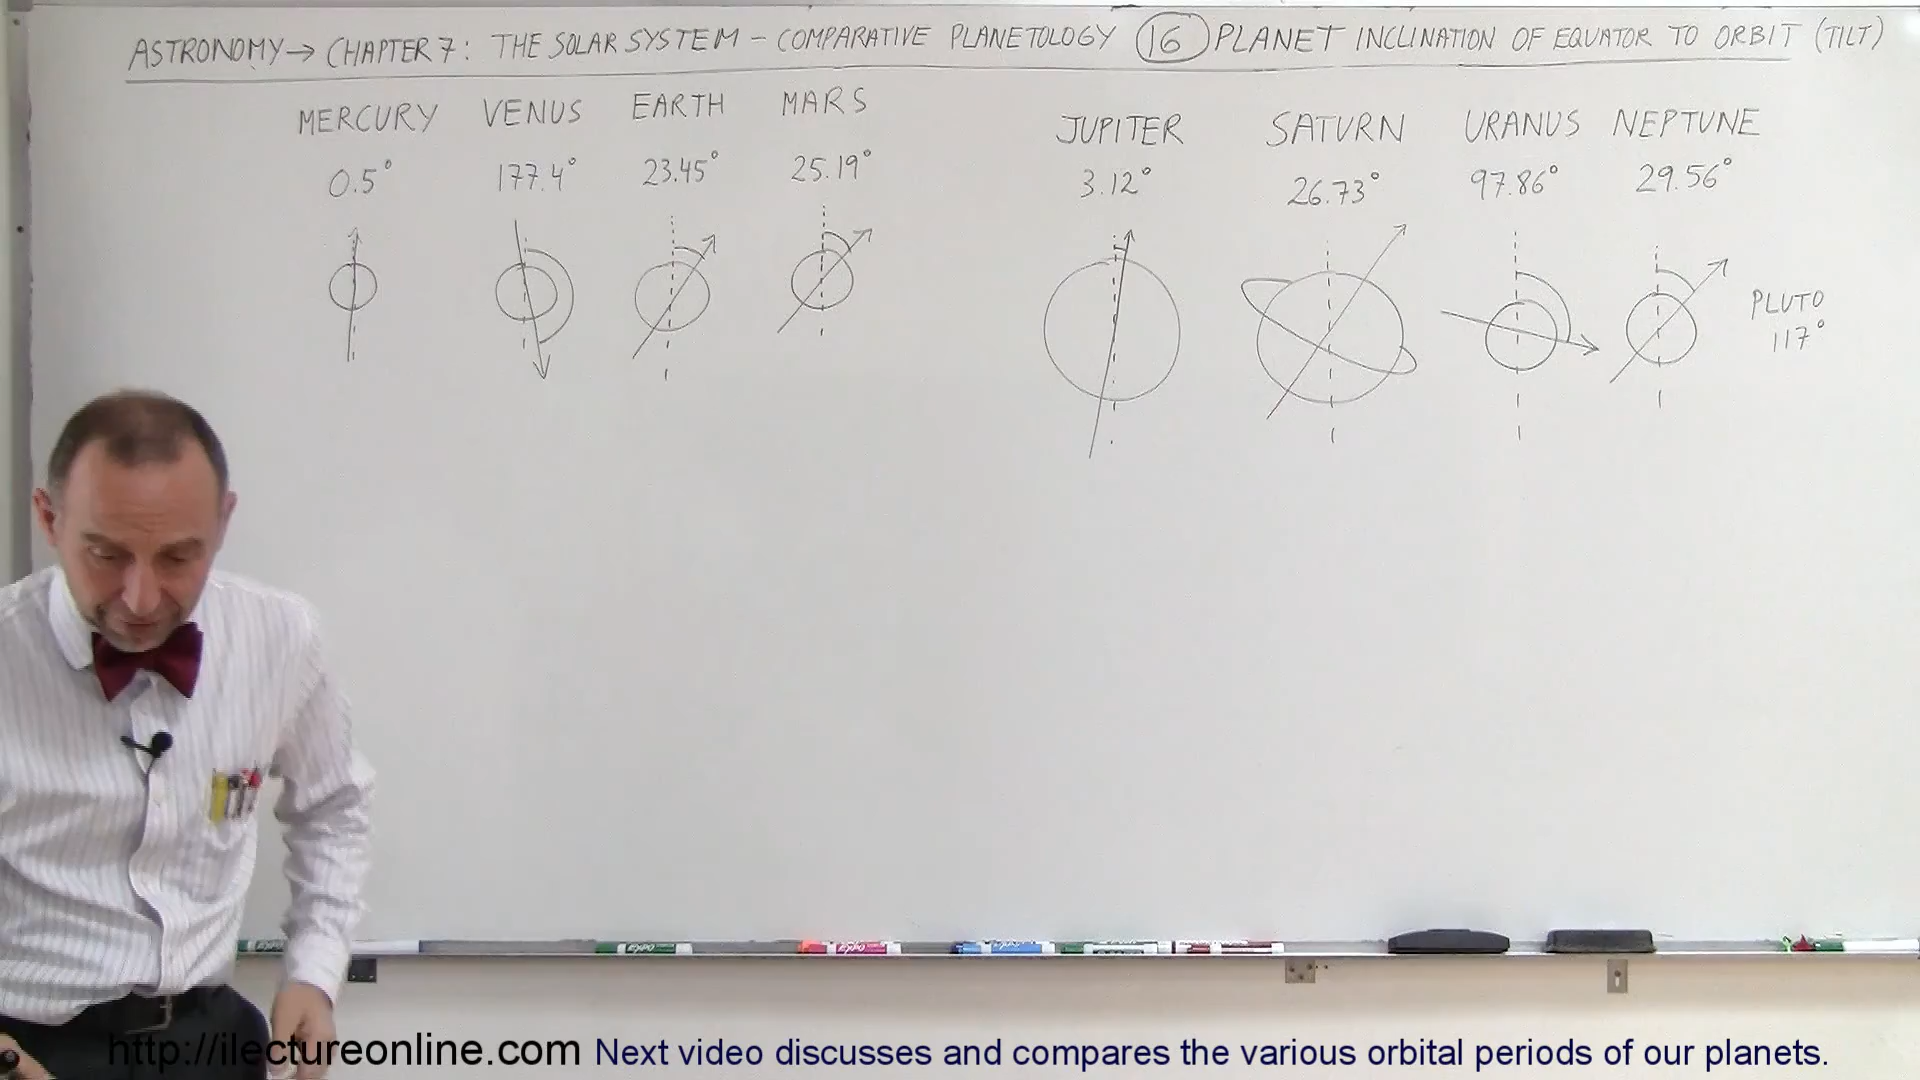 ASTRONOMY → CHAPTER 7: THE SOLAR SYSTEM – COMPARATIVE PLANETOLOGY 16 PLANET INCLINATION OF EQUATOR TO ORBIT (TILT)
MERCURY VENUS EARTH MARS JUPITER SATURN URANUS NEPTUNE
0.5° 177.4° 23.45° 25.19° 3.12° 26.73° 97.86° 29.56°
PLUTO
117°
http://ilectureonline.com Next video discusses and compares the various orbital periods of our planets.